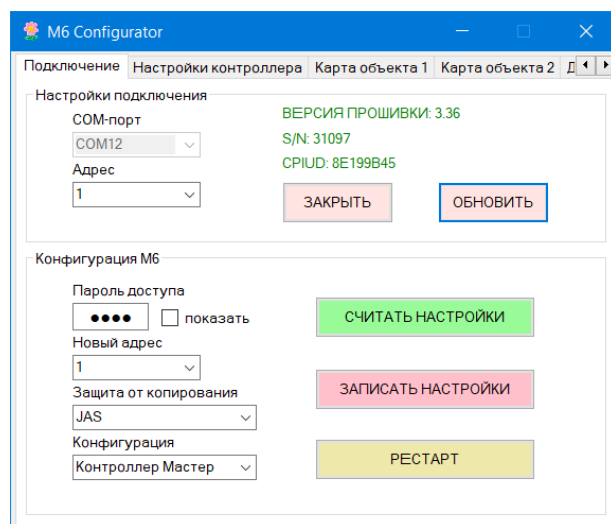 M6 Configurator
Подключение Настройки контроллера Карта объекта 1 Карта объекта 2
Настройки подключения
COM-порт
COM12
Адрес
1
ВЕРСИЯ ПРОШИВКИ: 3.36
S/N: 31097
CPIUD: 8E199B45
ЗАКРЫТЬ ОБНОВИТЬ
Конфигурация M6
Пароль доступа
●●●● показать
Новый адрес
1
Защита от копирования
JAS
Конфигурация
Контроллер Мастер
СЧИТАТЬ НАСТРОЙКИ
ЗАПИСАТЬ НАСТРОЙКИ
РЕСТАРТ